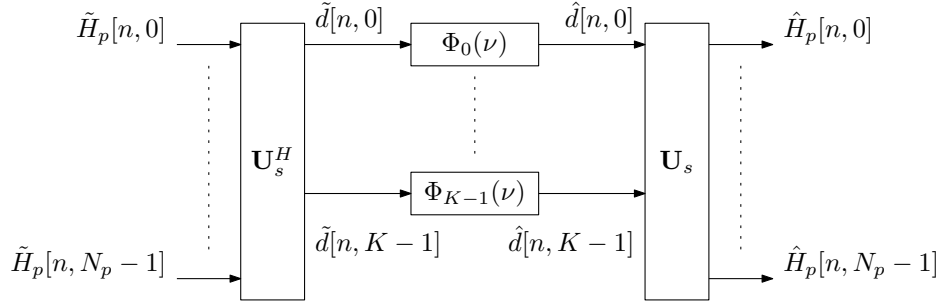 H̃_p[n, 0] d̃[n, 0] Φ_0(ν) d̂[n, 0] Ĥ_p[n, 0]
U_s^H U_s
Φ_{K−1}(ν)
H̃_p[n, N_p − 1] d̃[n, K − 1] d̂[n, K − 1] Ĥ_p[n, N_p − 1]